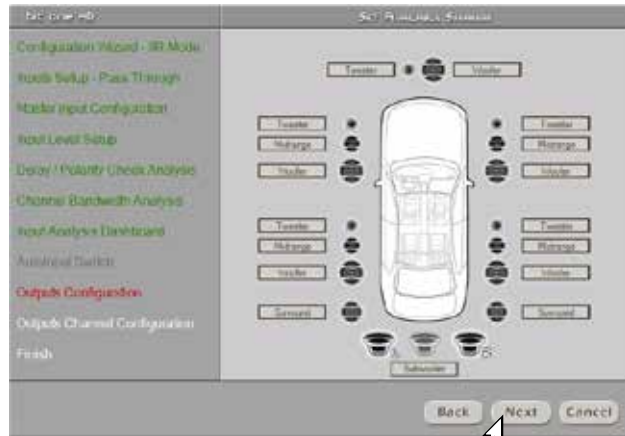 Configuration Wizard - IIR Mode
Inputs Setup - Pass Through
Master Input Configuration
Input Level Setup
Delay / Polarity Check Analysis
Channel Bandwidth Analysis
Input Analysis Dashboard
Switch
Outputs Configuration
Outputs Channel Configuration
Finish
Tweeter
Woofer
Tweeter
Midrange
Woofer
Tweeter
Midrange
Woofer
Surround
Tweeter
Midrange
Woofer
Tweeter
Midrange
Woofer
Surround
Subwoofer
Back
Next
Cancel